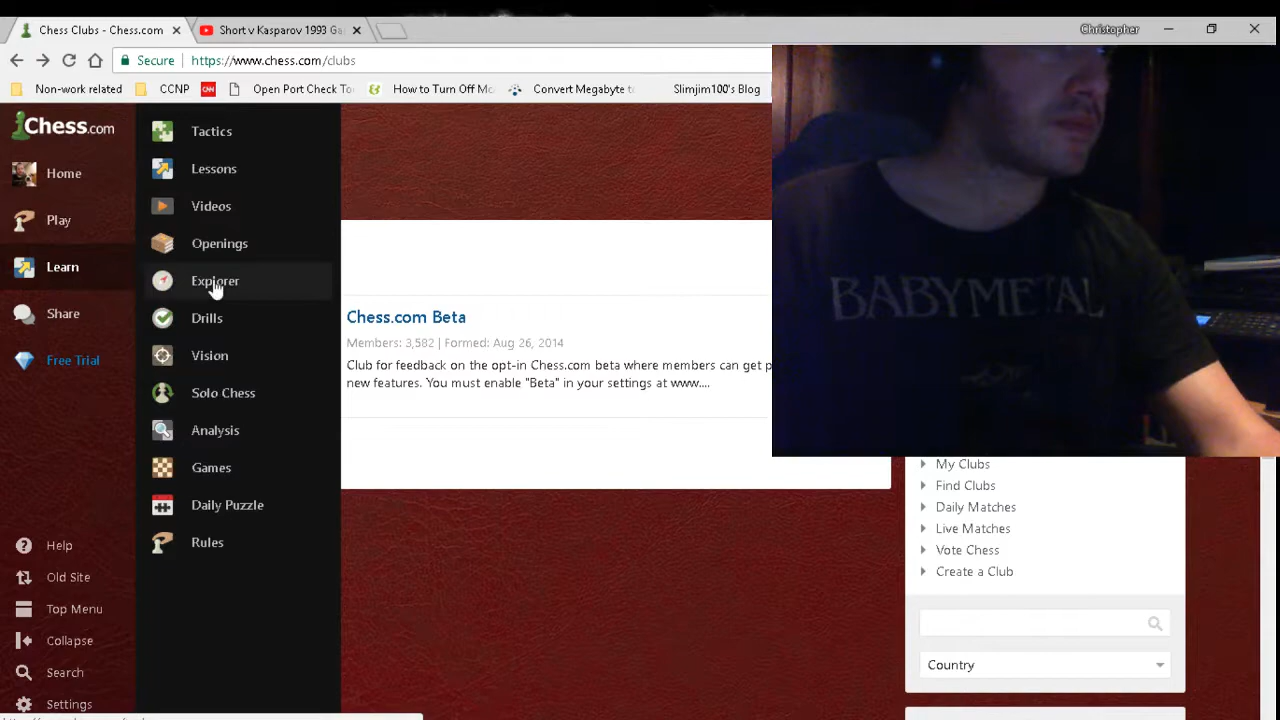 Chess Clubs - Chess.com
Short v Kasparov 1993 Ga
Christopher
Secure https://www.chess.com/clubs
Non-work related
CCNP
CNN
Open Port Check To
How to Turn Off Mo
Convert Megabyte to
Slimjim100's Blog
Chess.com
Home
Play
Learn
Share
Free Trial
Help
Old Site
Top Menu
Collapse
Search
Settings
Tactics
Lessons
Videos
Openings
Explorer
Drills
Vision
Solo Chess
Analysis
Games
Daily Puzzle
Rules
Chess.com Beta
Members: 3,582 | Formed: Aug 26, 2014
Club for feedback on the opt-in Chess.com beta where members can get p
new features. You must enable "Beta" in your settings at www....
BABYMETAL
My Clubs
Find Clubs
Daily Matches
Live Matches
Vote Chess
Create a Club
Country